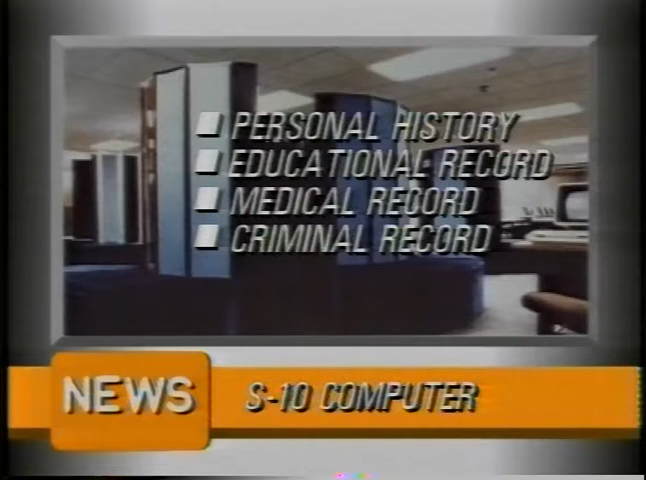 PERSONAL HISTORY
EDUCATIONAL RECORD
MEDICAL RECORD
CRIMINAL RECORD
NEWS S-10 COMPUTER